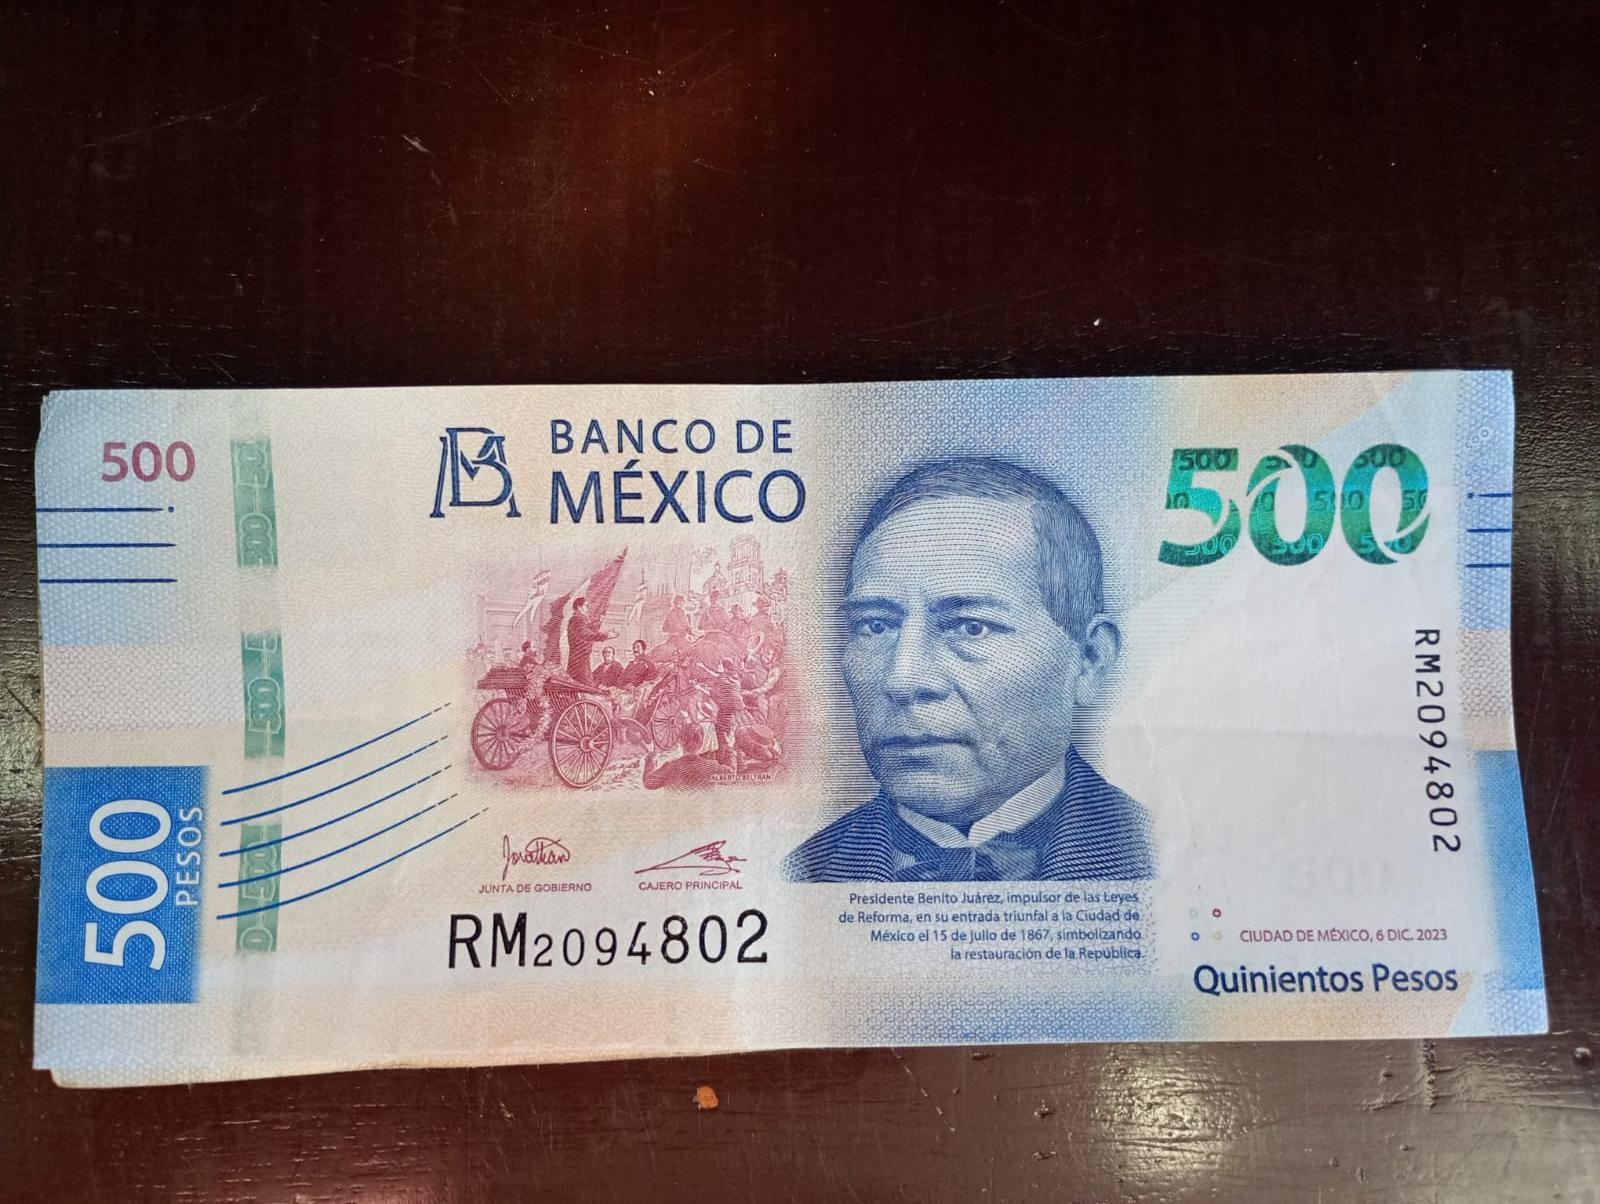 500
BANCO DE
MÉXICO
500
RM2094802
ALBERTO BELTRAN
500
PESOS
JUNTA DE GOBIERNO
CAJERO PRINCIPAL
RM2094802
Presidente Benito Juárez, impulsor de las Leyes
de Reforma, en su entrada triunfal a la Ciudad de
México el 15 de julio de 1867, simbolizando
la restauración de la República.
CIUDAD DE MÉXICO, 6 DIC. 2023
Quinientos Pesos